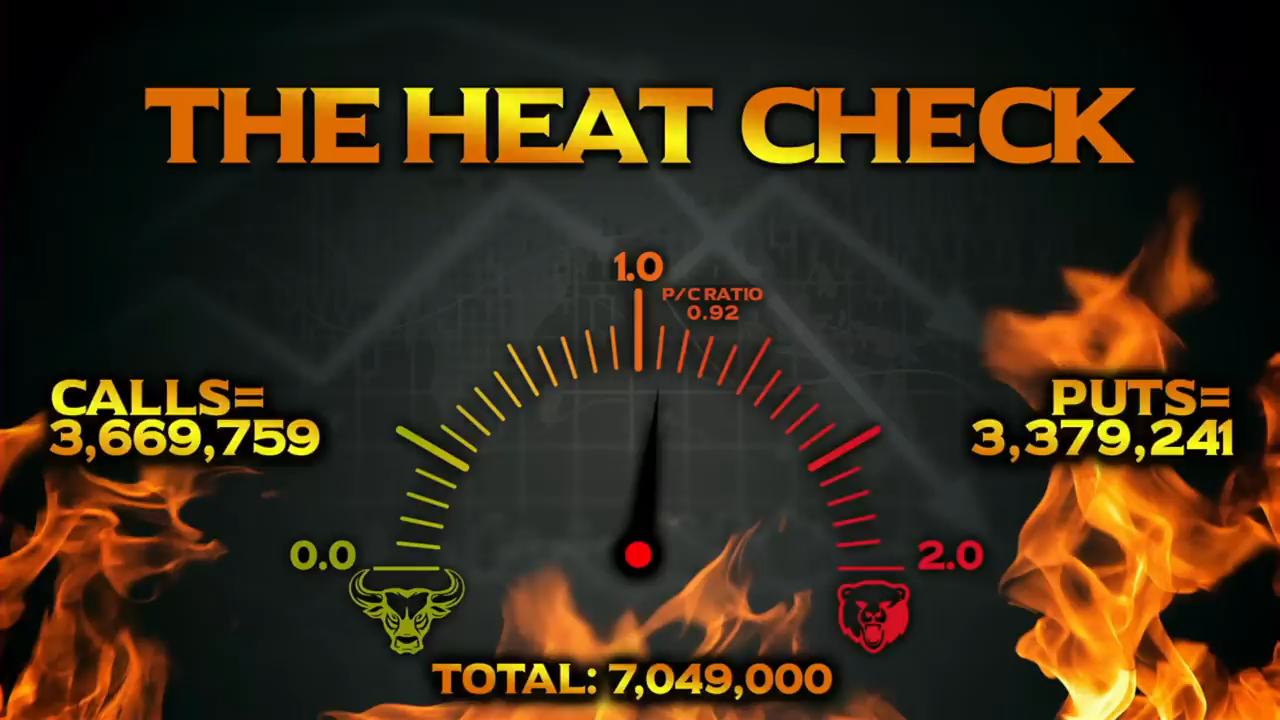 THE HEAT CHECK
1.0
P/C RATIO
0.92
CALLS=
3,669,759
PUTS=
3,379,241
0.0
2.0
TOTAL: 7,049,000